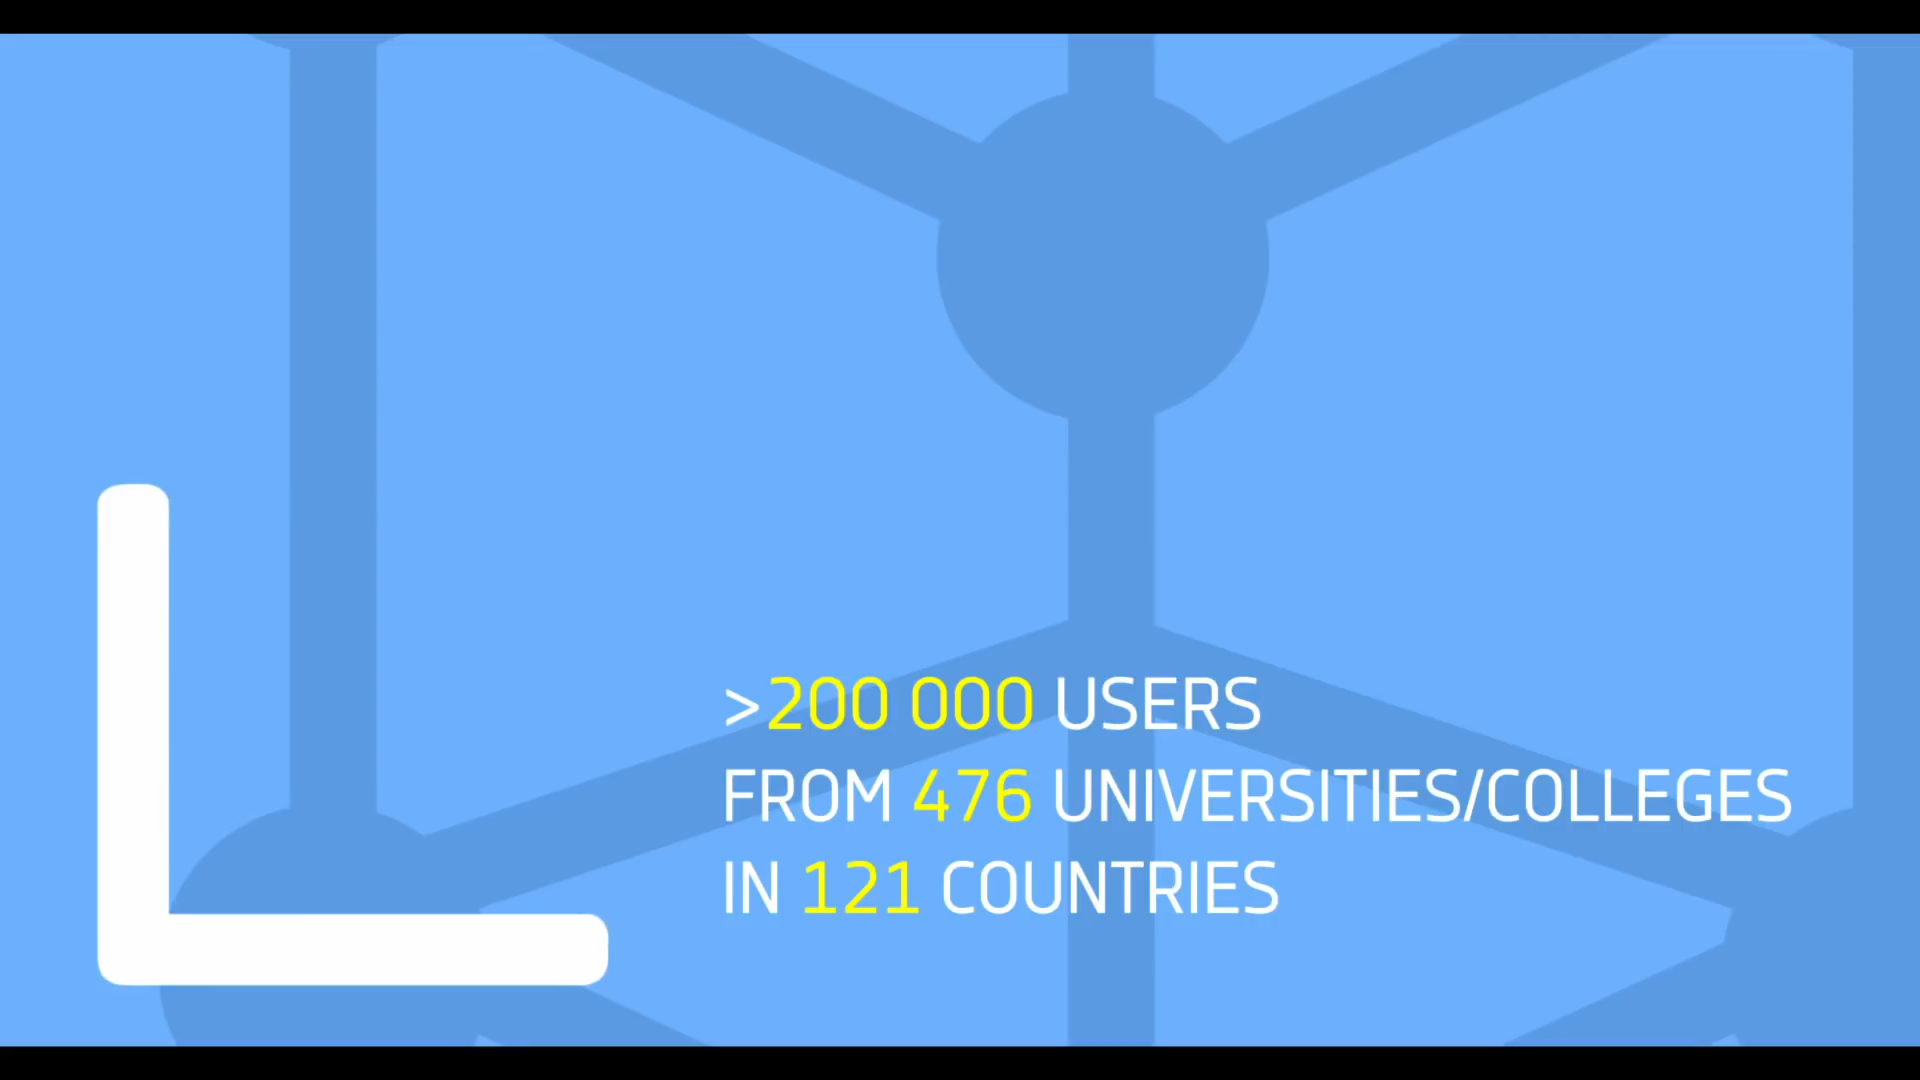 >200 000 USERS
FROM 476 UNIVERSITIES/COLLEGES
IN 121 COUNTRIES